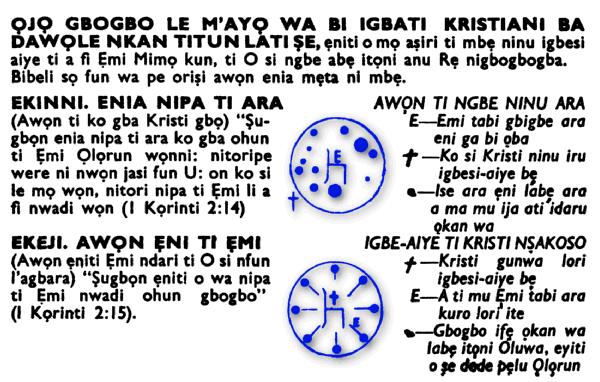 ỌJỌ GBOGBO LE M'AYỌ WA BI IGBATI KRISTIANI BA
DAWỌLE NKAN TITUN LATI ṢE, ẹniti o mọ aṣiri ti mbẹ ninu igbesi
aiye ti a fi Ẹmi Mimọ kun, ti O si ngbe abẹ itọni anu Rẹ nigbogbogba.
Bibeli sọ fun wa pe oriṣi awọn enia mẹta ni mbẹ.
EKINNI. ENIA NIPA TI ARA
(Awọn ti ko gba Kristi gbọ) “Ṣu-
gbọn enia nipa ti ara ko gba ohun
ti Ẹmi Ọlọrun wọnni: nitoripe
were ni nwọn jasi fun U: on ko si
le mọ wọn, nitori nipa ti Ẹmi li a
fi nwadi wọn (I Kọrinti 2:14)
E
†
AWỌN TI NGBE NINU ARA
E—Emi tabi gbigbe ara
eni ga bi ọba
†—Ko si Kristi ninu iru
igbesi-aiye bẹ
—Ise ara ẹni labẹ ara
a ma mu ija ati idaru
ọkan wa
EKEJI. AWỌN ẸNI TI ẸMI
(Awọn ẹniti Ẹmi ndari ti O si nfun
l'agbara) “Ṣugbọn ẹniti o wa nipa
ti Ẹmi nwadi ohun gbogbo”
(I Kọrinti 2:15).
†
E
IGBE-AIYE TI KRISTI NṢAKOSO
†—Kristi gunwa lori
igbesi-aiye bẹ
E—A ti mu Ẹmi tabi ara
kuro lori ite
—Gbogbo ifẹ ọkan wa
labẹ itọni Oluwa, eyiti
o ṣe dede pẹlu Ọlọrun